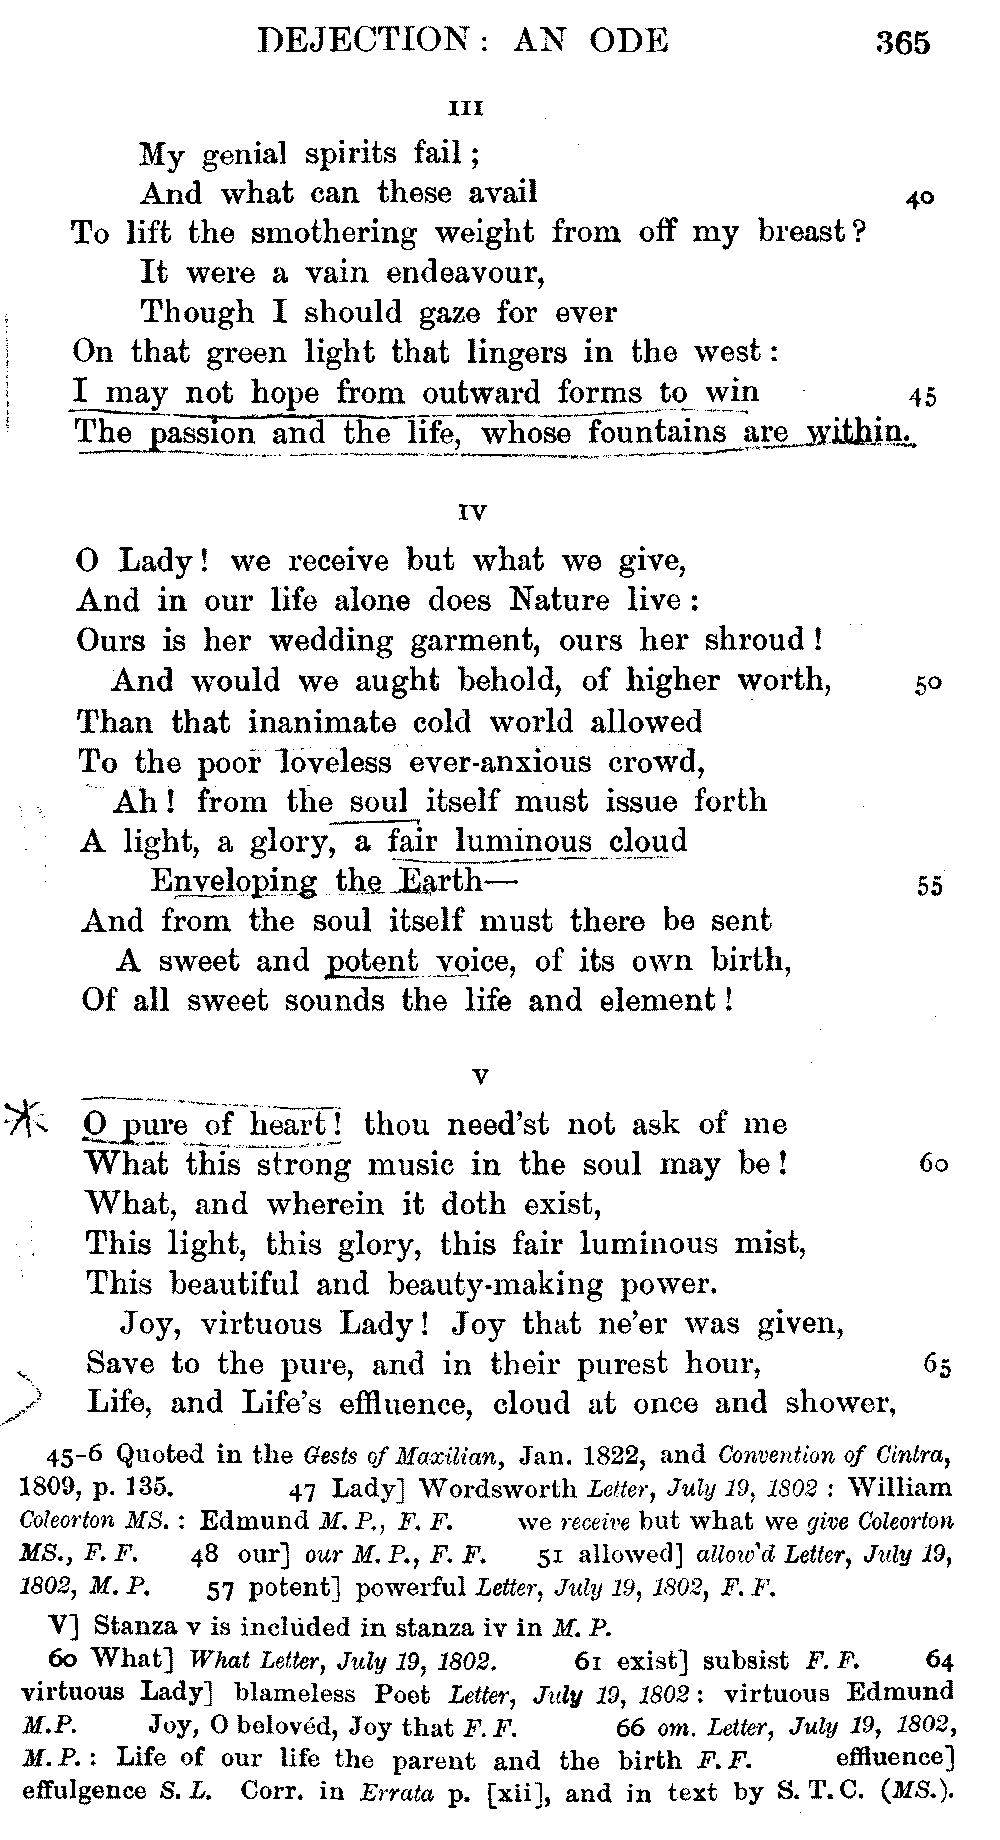 DEJECTION: AN ODE 365
III
My genial spirits fail;
And what can these avail 40
To lift the smothering weight from off my breast?
It were a vain endeavour,
Though I should gaze for ever
On that green light that lingers in the west:
I may not hope from outward forms to win 45
The passion and the life, whose fountains are within.
IV
O Lady! we receive but what we give,
And in our life alone does Nature live:
Ours is her wedding garment, ours her shroud!
And would we aught behold, of higher worth, 50
Than that inanimate cold world allowed
To the poor loveless ever-anxious crowd,
Ah! from the soul itself must issue forth
A light, a glory, a fair luminous cloud
Enveloping the Earth— 55
And from the soul itself must there be sent
A sweet and potent voice, of its own birth,
Of all sweet sounds the life and element!
V
O pure of heart! thou need'st not ask of me
What this strong music in the soul may be! 60
What, and wherein it doth exist,
This light, this glory, this fair luminous mist,
This beautiful and beauty-making power.
Joy, virtuous Lady! Joy that ne'er was given,
Save to the pure, and in their purest hour, 65
Life, and Life's effluence, cloud at once and shower,
45-6 Quoted in the Gests of Maxilian, Jan. 1822, and Convention of Cintra,
1809, p. 135. 47 Lady] Wordsworth Letter, July 19, 1802 : William
Coleorton MS. : Edmund M. P., F. F. we receive but what we give Coleorton
MS., F. F. 48 our] our M. P., F. F. 51 allowed] allow'd Letter, July 19,
1802, M. P. 57 potent] powerful Letter, July 19, 1802, F. F.
V] Stanza v is included in stanza iv in M. P.
60 What] What Letter, July 19, 1802. 61 exist] subsist F. F. 64
virtuous Lady] blameless Poet Letter, July 19, 1802: virtuous Edmund
M.P. Joy, O belovéd, Joy that F. F. 66 om. Letter, July 19, 1802,
M. P. : Life of our life the parent and the birth F. F. effluence]
effulgence S. L. Corr. in Errata p. [xii], and in text by S. T. C. (MS.).